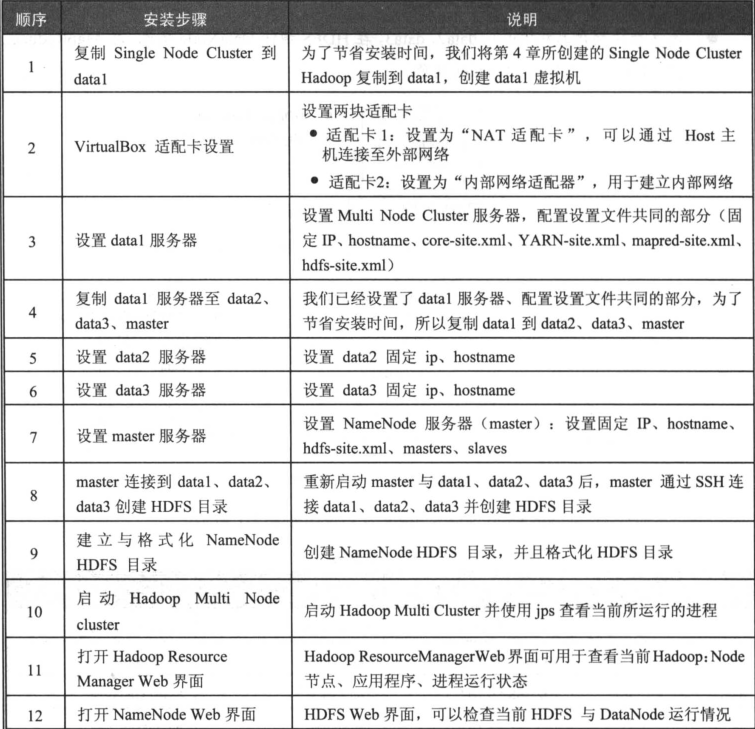 顺序 安装步骤 说明
1 复制 Single Node Cluster 到 data1 为了节省安装时间，我们将第 4 章所创建的 Single Node Cluster
Hadoop 复制到 data1，创建 data1 虚拟机
2 VirtualBox 适配卡设置 设置两块适配卡
● 适配卡 1：设置为“NAT 适配卡”，可以通过 Host 主
机连接至外部网络
● 适配卡2：设置为“内部网络适配器”，用于建立内部网络
3 设置 data1 服务器 设置 Multi Node Cluster 服务器，配置设置文件共同的部分（固
定 IP、hostname、core-site.xml、YARN-site.xml、mapred-site.xml、
hdfs-site.xml）
4 复制 data1 服务器至 data2、
data3、master 我们已经设置了 data1 服务器、配置设置文件共同的部分，为了
节省安装时间，所以复制 data1 到 data2、data3、master
5 设置 data2 服务器 设置 data2 固定 ip、hostname
6 设置 data3 服务器 设置 data3 固定 ip、hostname
7 设置 master 服务器 设置 NameNode 服务器（master）：设置固定 IP、hostname、
hdfs-site.xml、masters、slaves
8 master 连接到 data1、data2、
data3 创建 HDFS 目录 重新启动 master 与 data1、data2、data3 后，master 通过 SSH 连
接 data1、data2、data3 并创建 HDFS 目录
9 建立与格式化 NameNode
HDFS 目录 创建 NameNode HDFS 目录，并且格式化 HDFS 目录
10 启动 Hadoop Multi Node
cluster 启动 Hadoop Multi Cluster 并使用 jps 查看当前所运行的进程
11 打开 Hadoop Resource
Manager Web 界面 Hadoop ResourceManagerWeb 界面可用于查看当前 Hadoop：Node
节点、应用程序、进程运行状态
12 打开 NameNode Web 界面 HDFS Web 界面，可以检查当前 HDFS 与 DataNode 运行情况